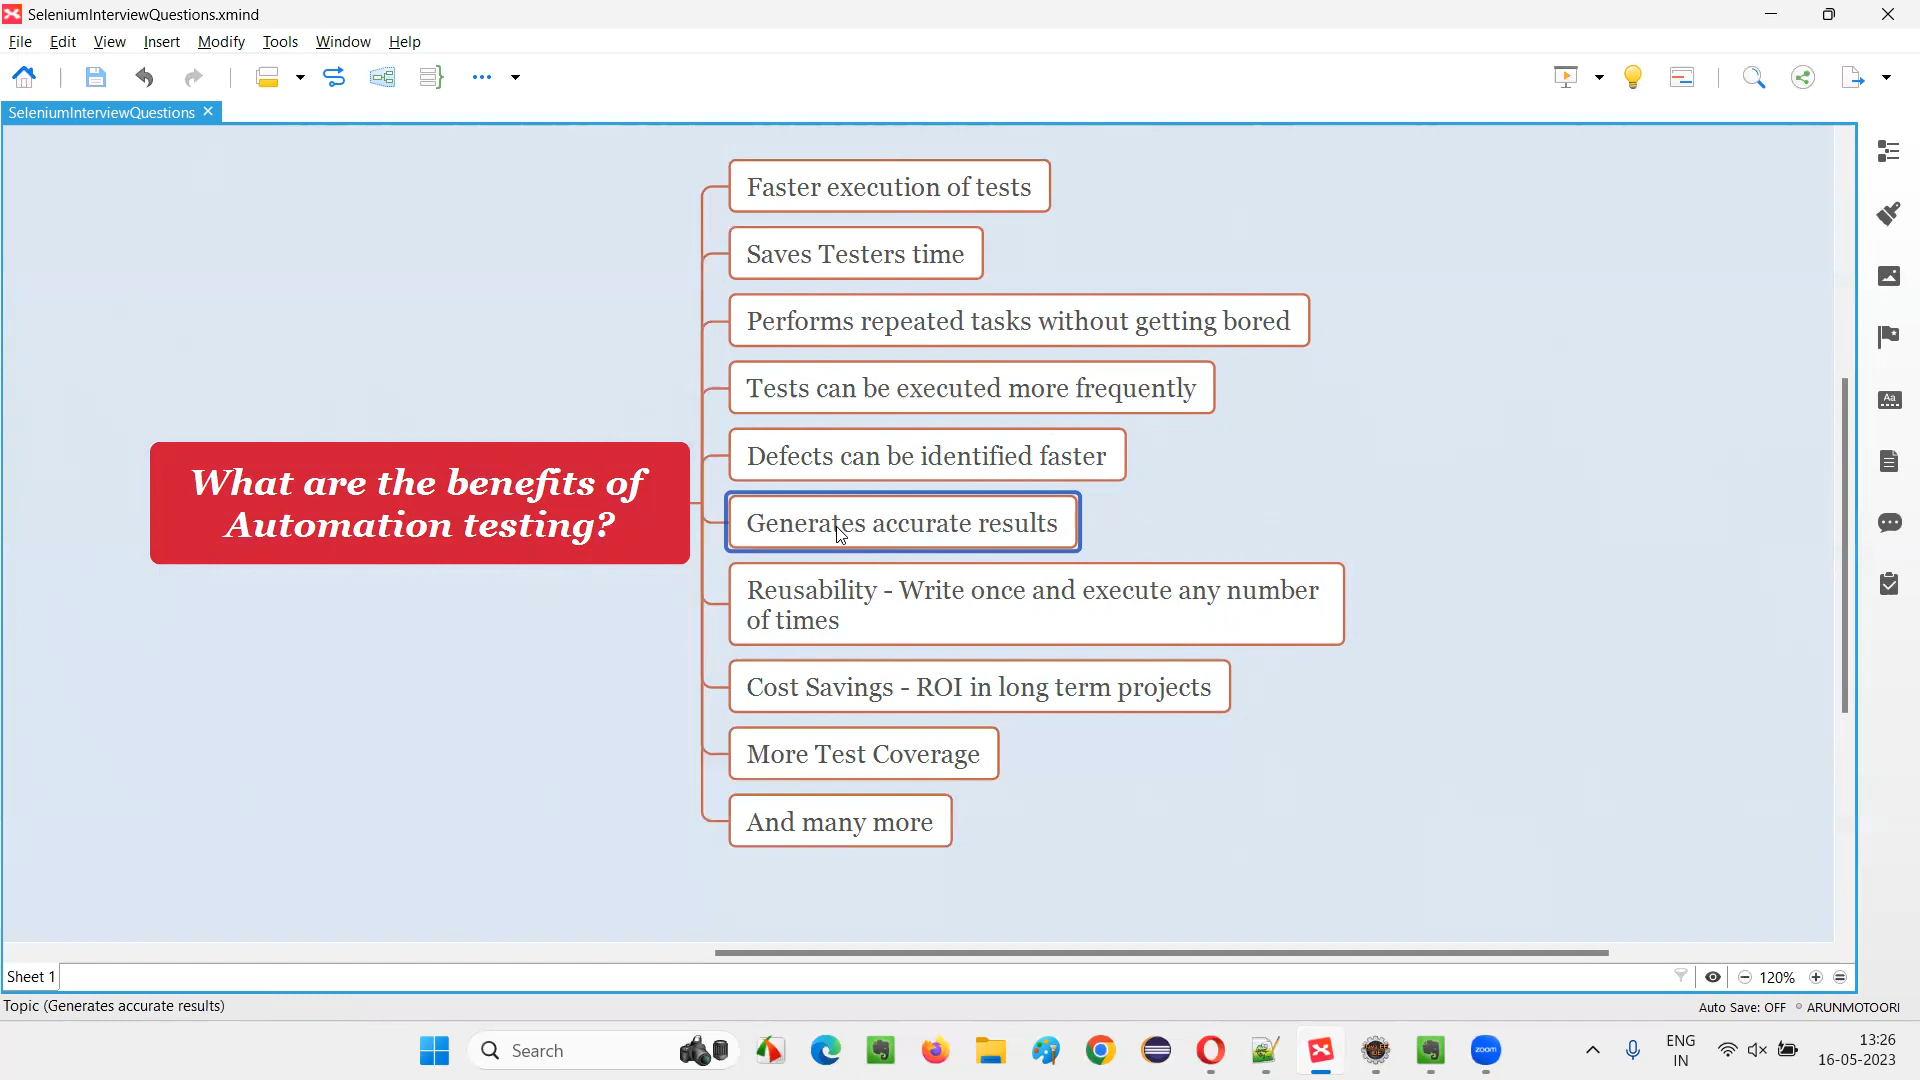 SeleniumInterviewQuestions.xmind
File Edit View Insert Modify Tools Window Help
SeleniumInterviewQuestions
Faster execution of tests
Saves Testers time
Performs repeated tasks without getting bored
Tests can be executed more frequently
Defects can be identified faster
What are the benefits of
Automation testing?
Generates accurate results
Reusability - Write once and execute any number
of times
Cost Savings - ROI in long term projects
More Test Coverage
And many more
Aa
Sheet 1
120%
Topic (Generates accurate results)
Auto Save: OFF
ARUNMOTOORI
Search
zoom
ENG
IN
13:26
16-05-2023